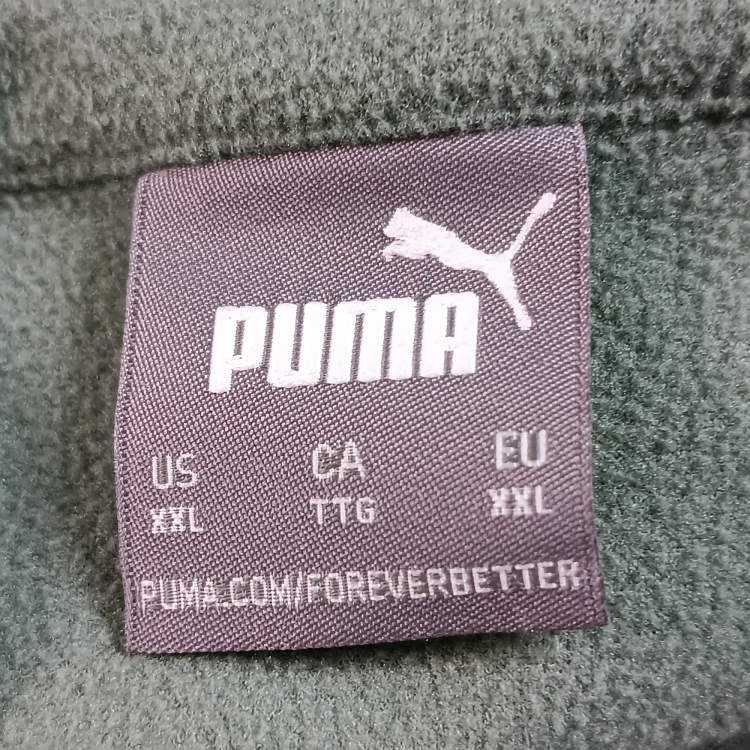 PUMA
US CA EU
XXL TTG XXL
PUMA.COM/FOREVERBETTER